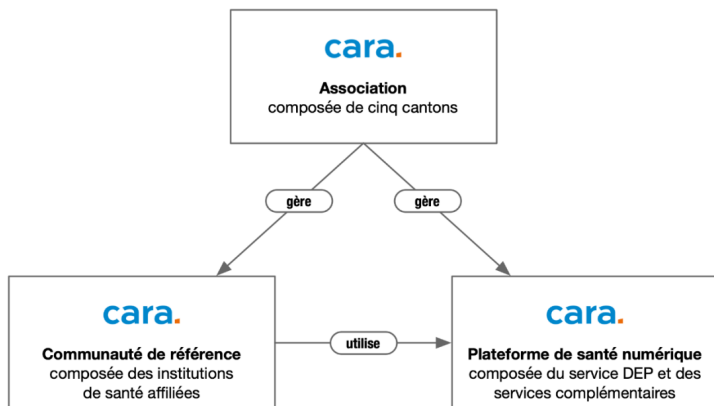 cara.
Association
composée de cinq cantons
gère
gère
cara.
Communauté de référence
composée des institutions
de santé affiliées
utilise
cara.
Plateforme de santé numérique
composée du service DEP et des
services complémentaires